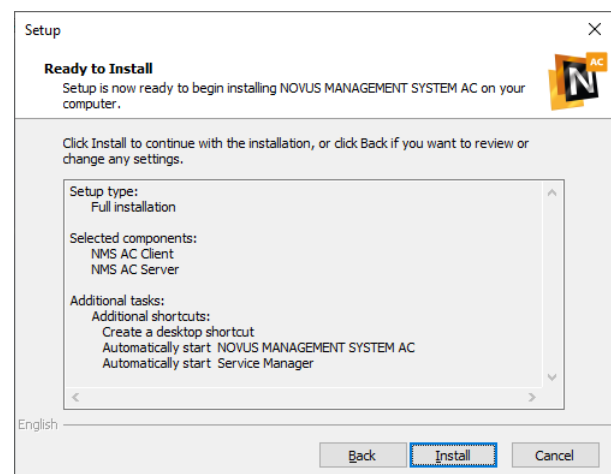 Setup
Ready to Install
Setup is now ready to begin installing NOVUS MANAGEMENT SYSTEM AC on your
computer.
AC
N
Click Install to continue with the installation, or click Back if you want to review or
change any settings.
Setup type:
Full installation
Selected components:
NMS AC Client
NMS AC Server
Additional tasks:
Additional shortcuts:
Create a desktop shortcut
Automatically start NOVUS MANAGEMENT SYSTEM AC
Automatically start Service Manager
English
Back
Install
Cancel